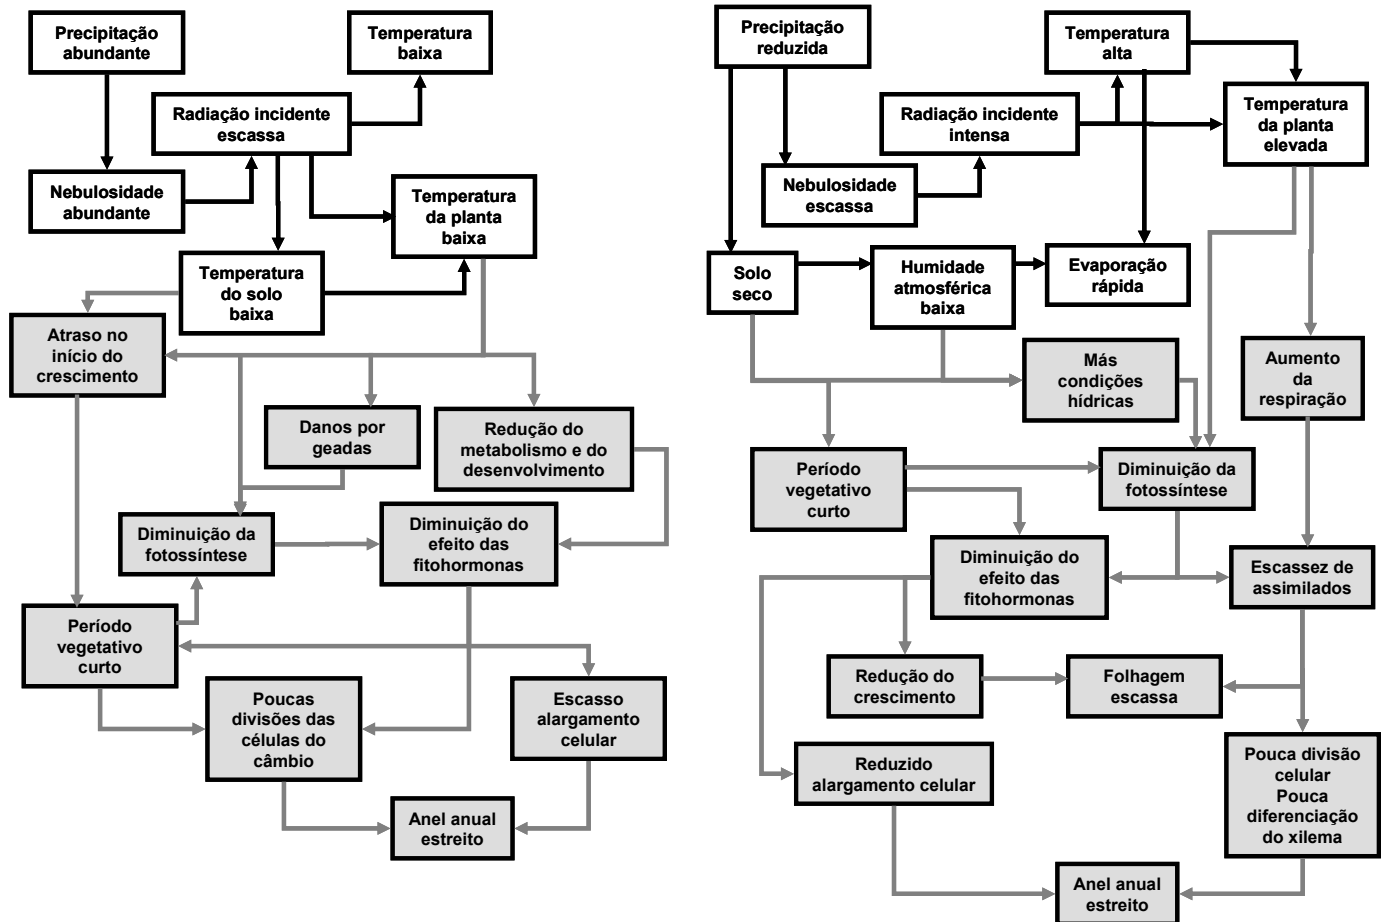 Precipitação
abundante
Temperatura
baixa
Radiação incidente
escassa
Nebulosidade
abundante
Temperatura
da planta
baixa
Temperatura
do solo
baixa
Atraso no
início do
crescimento
Danos por
geadas
Redução do
metabolismo e do
desenvolvimento
Diminuição da
fotossíntese
Diminuição do
efeito das
fitohormonas
Período
vegetativo
curto
Poucas
divisões das
células do
câmbio
Escasso
alargamento
celular
Anel anual
estreito
Precipitação
reduzida
Temperatura
alta
Radiação incidente
intensa
Temperatura
da planta
elevada
Nebulosidade
escassa
Solo
seco
Humidade
atmosférica
baixa
Evaporação
rápida
Más
condições
hídricas
Aumento
da
respiração
Período
vegetativo
curto
Diminuição da
fotossíntese
Diminuição do
efeito das
fitohormonas
Escassez de
assimilados
Redução do
crescimento
Folhagem
escassa
Reduzido
alargamento celular
Pouca divisão
celular
Pouca
diferenciação
do xilema
Anel anual
estreito